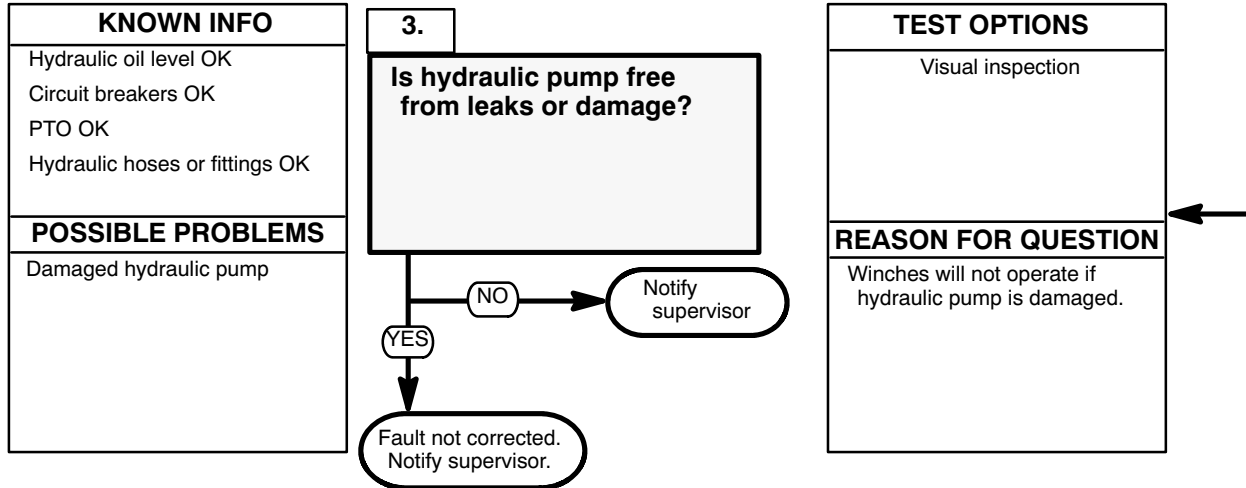 KNOWN INFO
Hydraulic oil level OK
Circuit breakers OK
PTO OK
Hydraulic hoses or fittings OK
POSSIBLE PROBLEMS
Damaged hydraulic pump
3.
Is hydraulic pump free
from leaks or damage?
NO
Notify
supervisor
YES
Fault not corrected.
Notify supervisor.
TEST OPTIONS
Visual inspection
REASON FOR QUESTION
Winches will not operate if
hydraulic pump is damaged.